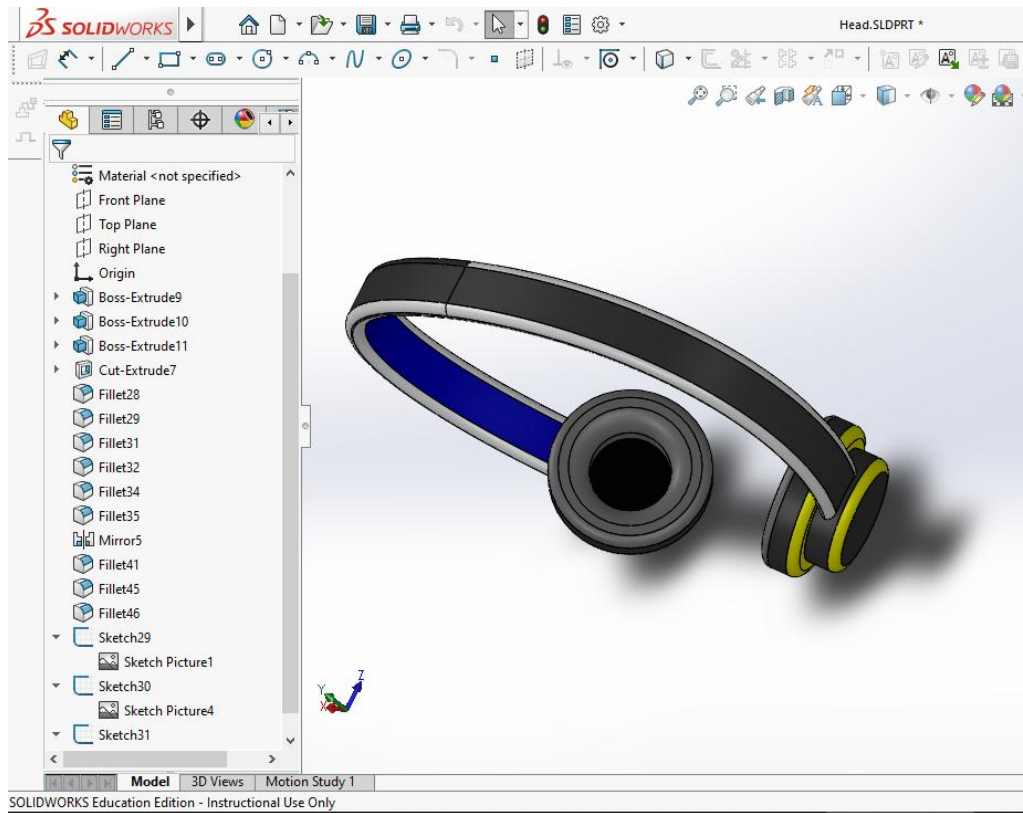 SOLIDWORKS
Head.SLDPRT *
Material <not specified>
Front Plane
Top Plane
Right Plane
Origin
Boss-Extrude9
Boss-Extrude10
Boss-Extrude11
Cut-Extrude7
Fillet28
Fillet29
Fillet31
Fillet32
Fillet34
Fillet35
Mirror5
Fillet41
Fillet45
Fillet46
Sketch29
Sketch Picture1
Sketch30
Sketch Picture4
Sketch31
Z
Y
X
Model 3D Views Motion Study 1
SOLIDWORKS Education Edition - Instructional Use Only